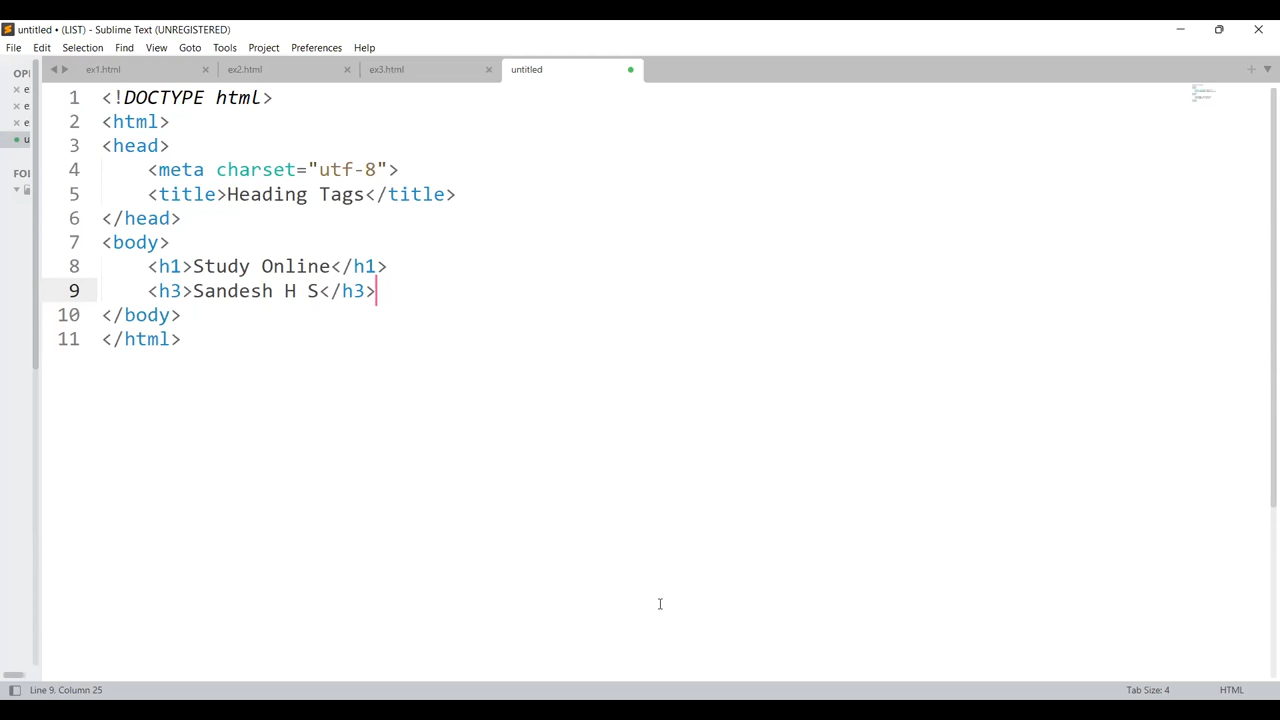 untitled • (LIST) - Sublime Text (UNREGISTERED)
File Edit Selection Find View Goto Tools Project Preferences Help
ex1.html ex2.html ex3.html untitled
1 <!DOCTYPE html>
2 <html>
3 <head>
4 <meta charset="utf-8">
5 <title>Heading Tags</title>
6 </head>
7 <body>
8 <h1>Study Online</h1>
9 <h3>Sandesh H S</h3>
10 </body>
11 </html>
Line 9, Column 25 Tab Size: 4 HTML